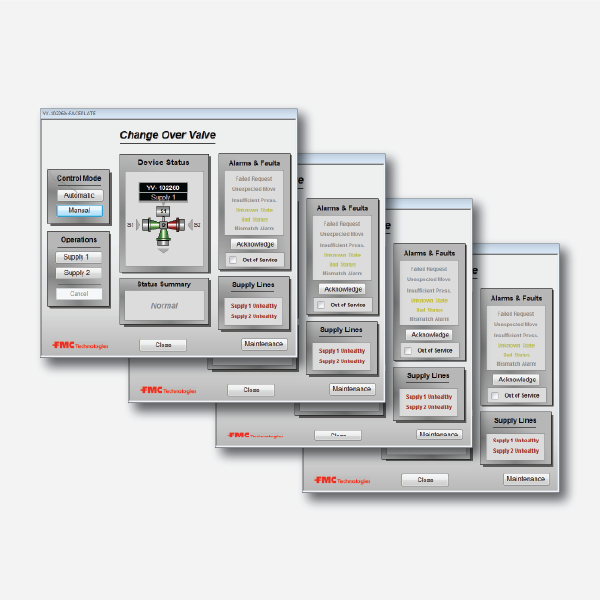 YV-102260-FACEPLATE
Change Over Valve
Control Mode
Automatic
Manual
Operations
Supply 1
Supply 2
Cancel
Device Status
YV- 102260
Supply 1
S1
S2
Status Summary
Normal
Alarms & Faults
Failed Request
Unexpected Move
Insufficient Press.
Unknown State
Bad Status
Mismatch Alarm
Acknowledge
Out of Service
Supply Lines
Supply 1 Unhealthy
Supply 2 Unhealthy
FMC Technologies
Close
Maintenance
Alarms & Faults
Failed Request
Unexpected Move
Insufficient Press.
Unknown State
Bad Status
Mismatch Alarm
Acknowledge
Out of Service
Supply Lines
Supply 1 Unhealthy
Supply 2 Unhealthy
FMC Technologies
Close
Maintenance
Alarms & Faults
Failed Request
Unexpected Move
Insufficient Press.
Unknown State
Bad Status
Mismatch Alarm
Acknowledge
Out of Service
Supply Lines
Supply 1 Unhealthy
Supply 2 Unhealthy
FMC Technologies
Close
Maintenance
Alarms & Faults
Failed Request
Unexpected Move
Insufficient Press.
Unknown State
Bad Status
Mismatch Alarm
Acknowledge
Out of Service
Supply Lines
Supply 1 Unhealthy
Supply 2 Unhealthy
FMC Technologies
Close
Maintenance